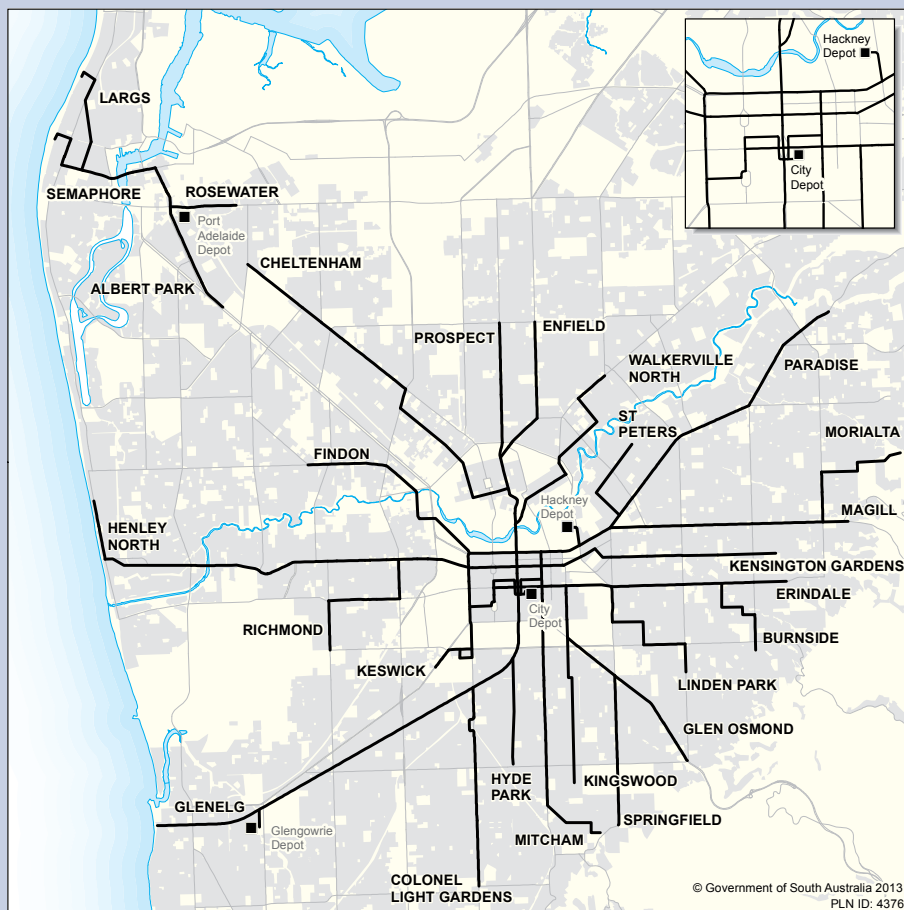 Hackney
Depot
City
Depot
LARGS
SEMAPHORE
ROSEWATER
Port
Adelaide
Depot
CHELTENHAM
ALBERT PARK
PROSPECT
ENFIELD
WALKERVILLE
NORTH
PARADISE
ST
PETERS
MORIALTA
FINDON
Hackney
Depot
MAGILL
HENLEY
NORTH
KENSINGTON GARDENS
ERINDALE
City
Depot
RICHMOND
BURNSIDE
KESWICK
LINDEN PARK
GLEN OSMOND
HYDE
PARK
KINGSWOOD
GLENELG
SPRINGFIELD
Glengowrie
Depot
MITCHAM
COLONEL
LIGHT GARDENS
© Government of South Australia 2013
PLN ID: 4376